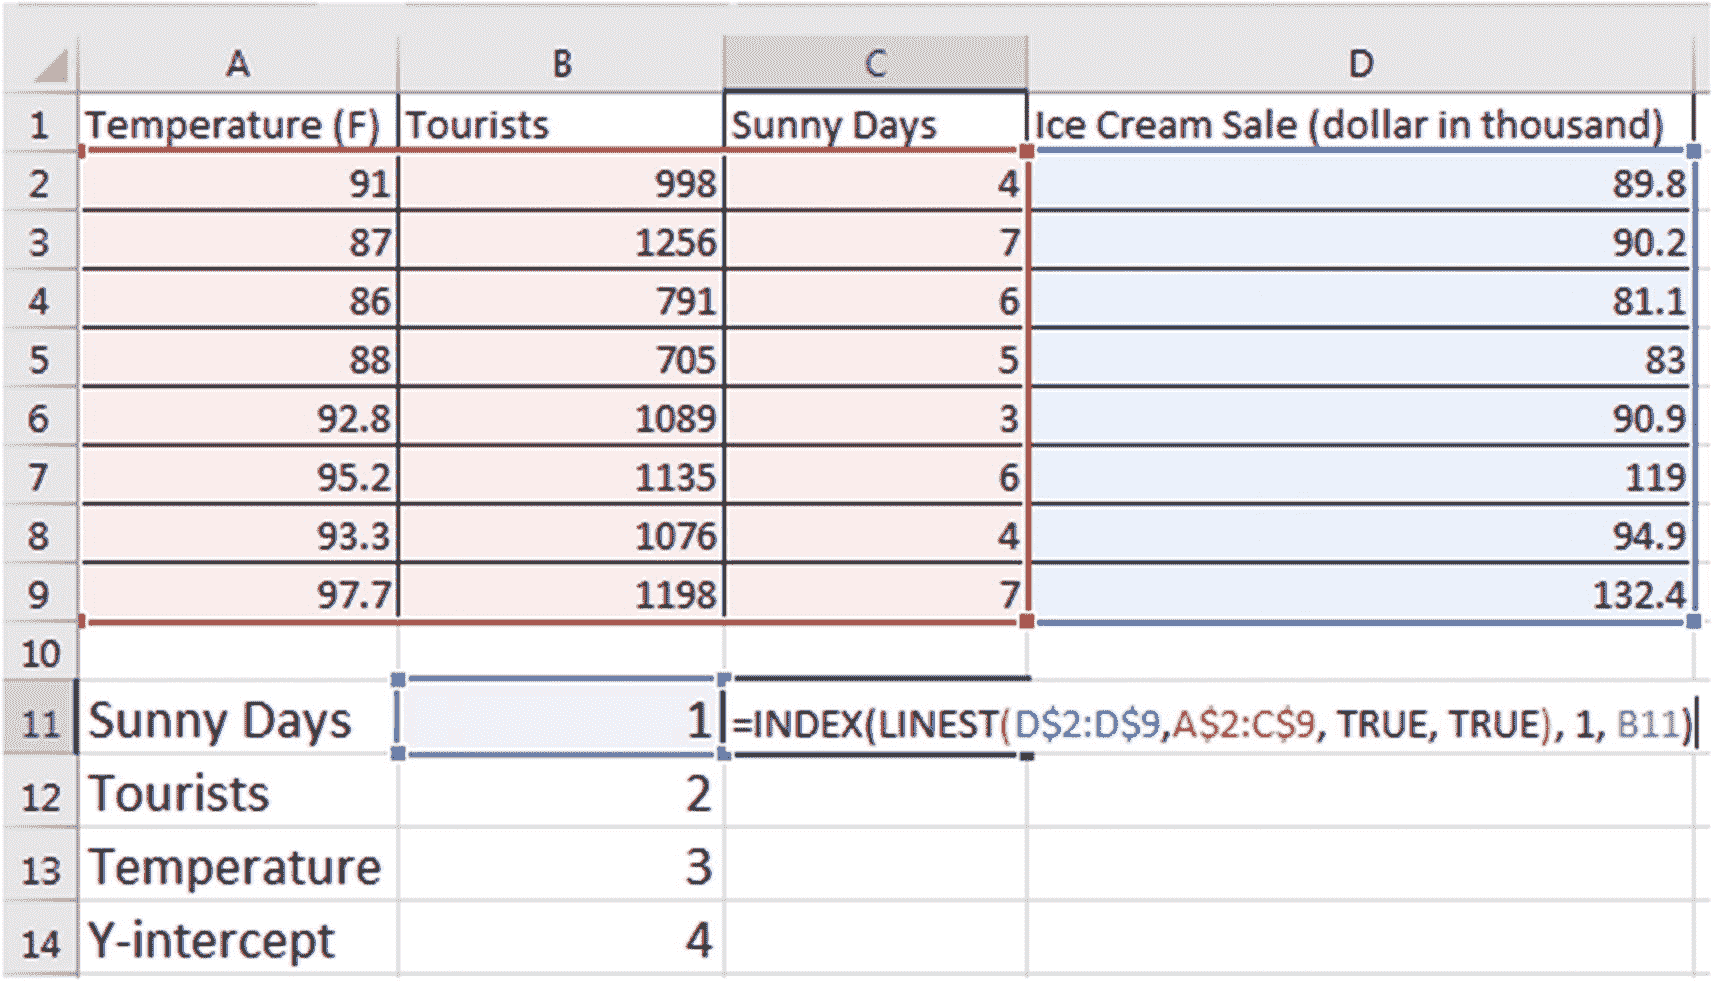 A B C D
1 Temperature (F) Tourists Sunny Days Ice Cream Sale (dollar in thousand)
2 91 998 4 89.8
3 87 1256 7 90.2
4 86 791 6 81.1
5 88 705 5 83
6 92.8 1089 3 90.9
7 95.2 1135 6 119
8 93.3 1076 4 94.9
9 97.7 1198 7 132.4
10
11 Sunny Days 1 =INDEX(LINEST(D$2:D$9,A$2:C$9, TRUE, TRUE), 1, B11)
12 Tourists 2
13 Temperature 3
14 Y-intercept 4